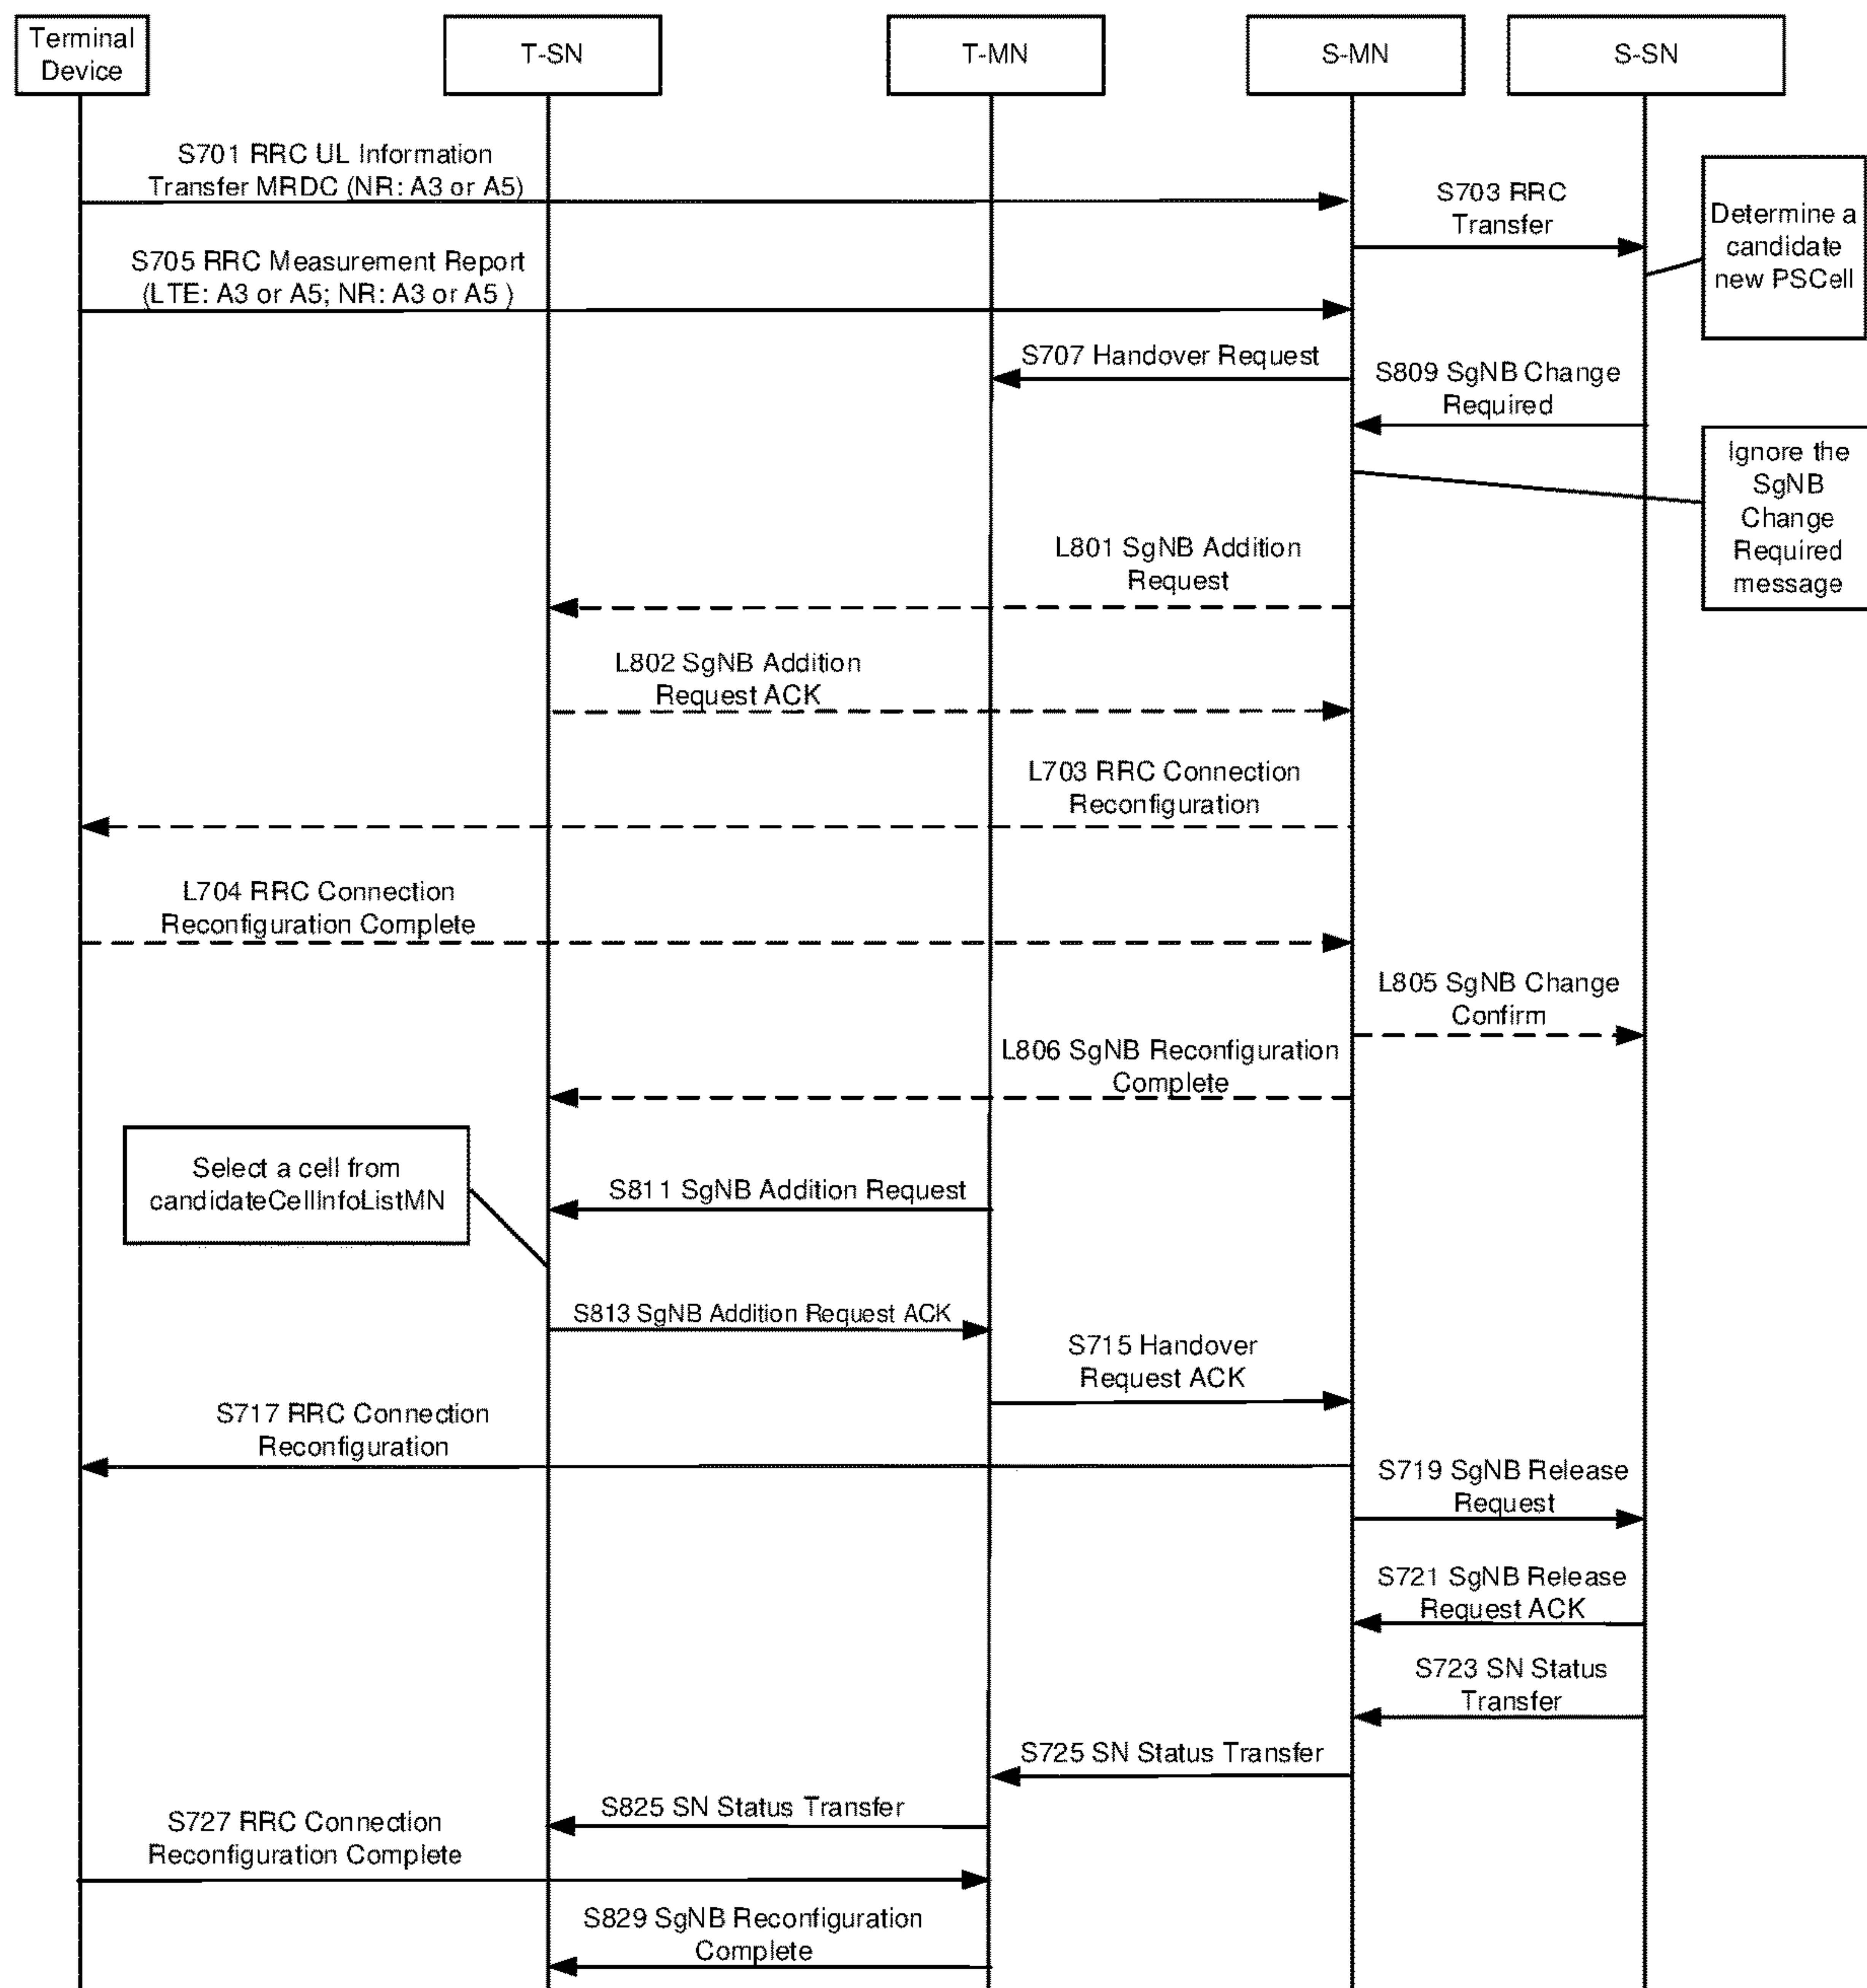 Terminal
Device
T-SN
T-MN
S-MN
S-SN
S701 RRC UL Information
Transfer MRDC (NR: A3 or A5)
S703 RRC
Transfer
Determine a
candidate
new PSCell
S705 RRC Measurement Report
(LTE: A3 or A5; NR: A3 or A5 )
S707 Handover Request
S809 SgNB Change
Required
Ignore the
SgNB
Change
Required
message
L801 SgNB Addition
Request
L802 SgNB Addition
Request ACK
L703 RRC Connection
Reconfiguration
L704 RRC Connection
Reconfiguration Complete
L805 SgNB Change
Confirm
L806 SgNB Reconfiguration
Complete
Select a cell from
candidateCellInfoListMN
S811 SgNB Addition Request
S813 SgNB Addition Request ACK
S715 Handover
Request ACK
S717 RRC Connection
Reconfiguration
S719 SgNB Release
Request
S721 SgNB Release
Request ACK
S723 SN Status
Transfer
S725 SN Status Transfer
S825 SN Status Transfer
S727 RRC Connection
Reconfiguration Complete
S829 SgNB Reconfiguration
Complete